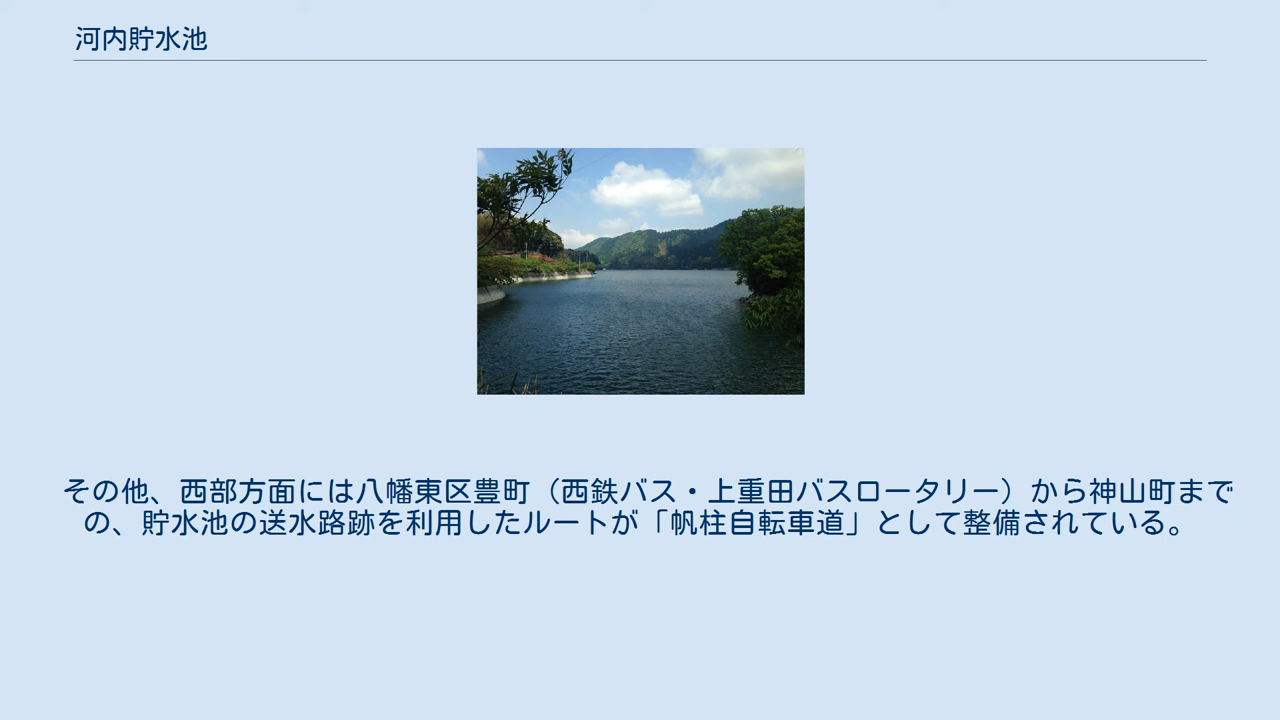 河内貯水池
その他、西部方面には八幡東区豊町（西鉄バス・上重田バスロータリー）から神山町まで
の、貯水池の送水路跡を利用したルートが「帆柱自転車道」として整備されている。